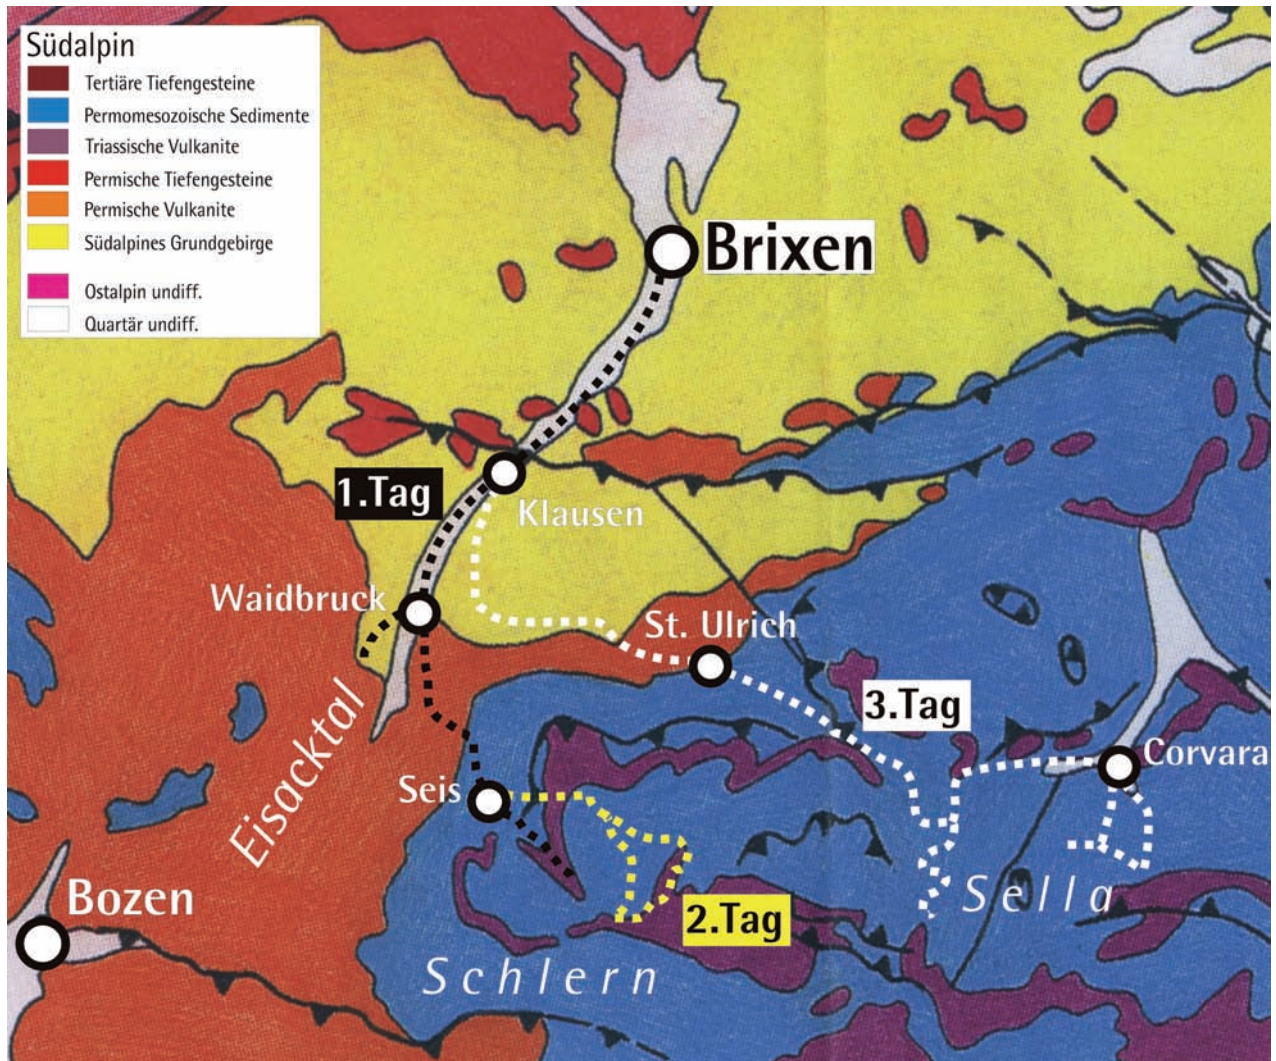 Südalpin
Tertiäre Tiefengesteine
Permomesozoische Sedimente
Triassische Vulkanite
Permische Tiefengesteine
Permische Vulkanite
Südalpines Grundgebirge
Ostalpin undiff.
Quartär undiff.
Brixen
1.Tag
Klausen
Waidbruck
St. Ulrich
3.Tag
Eisacktal
Corvara
Seis
Bozen
Sella
2.Tag
Schlern